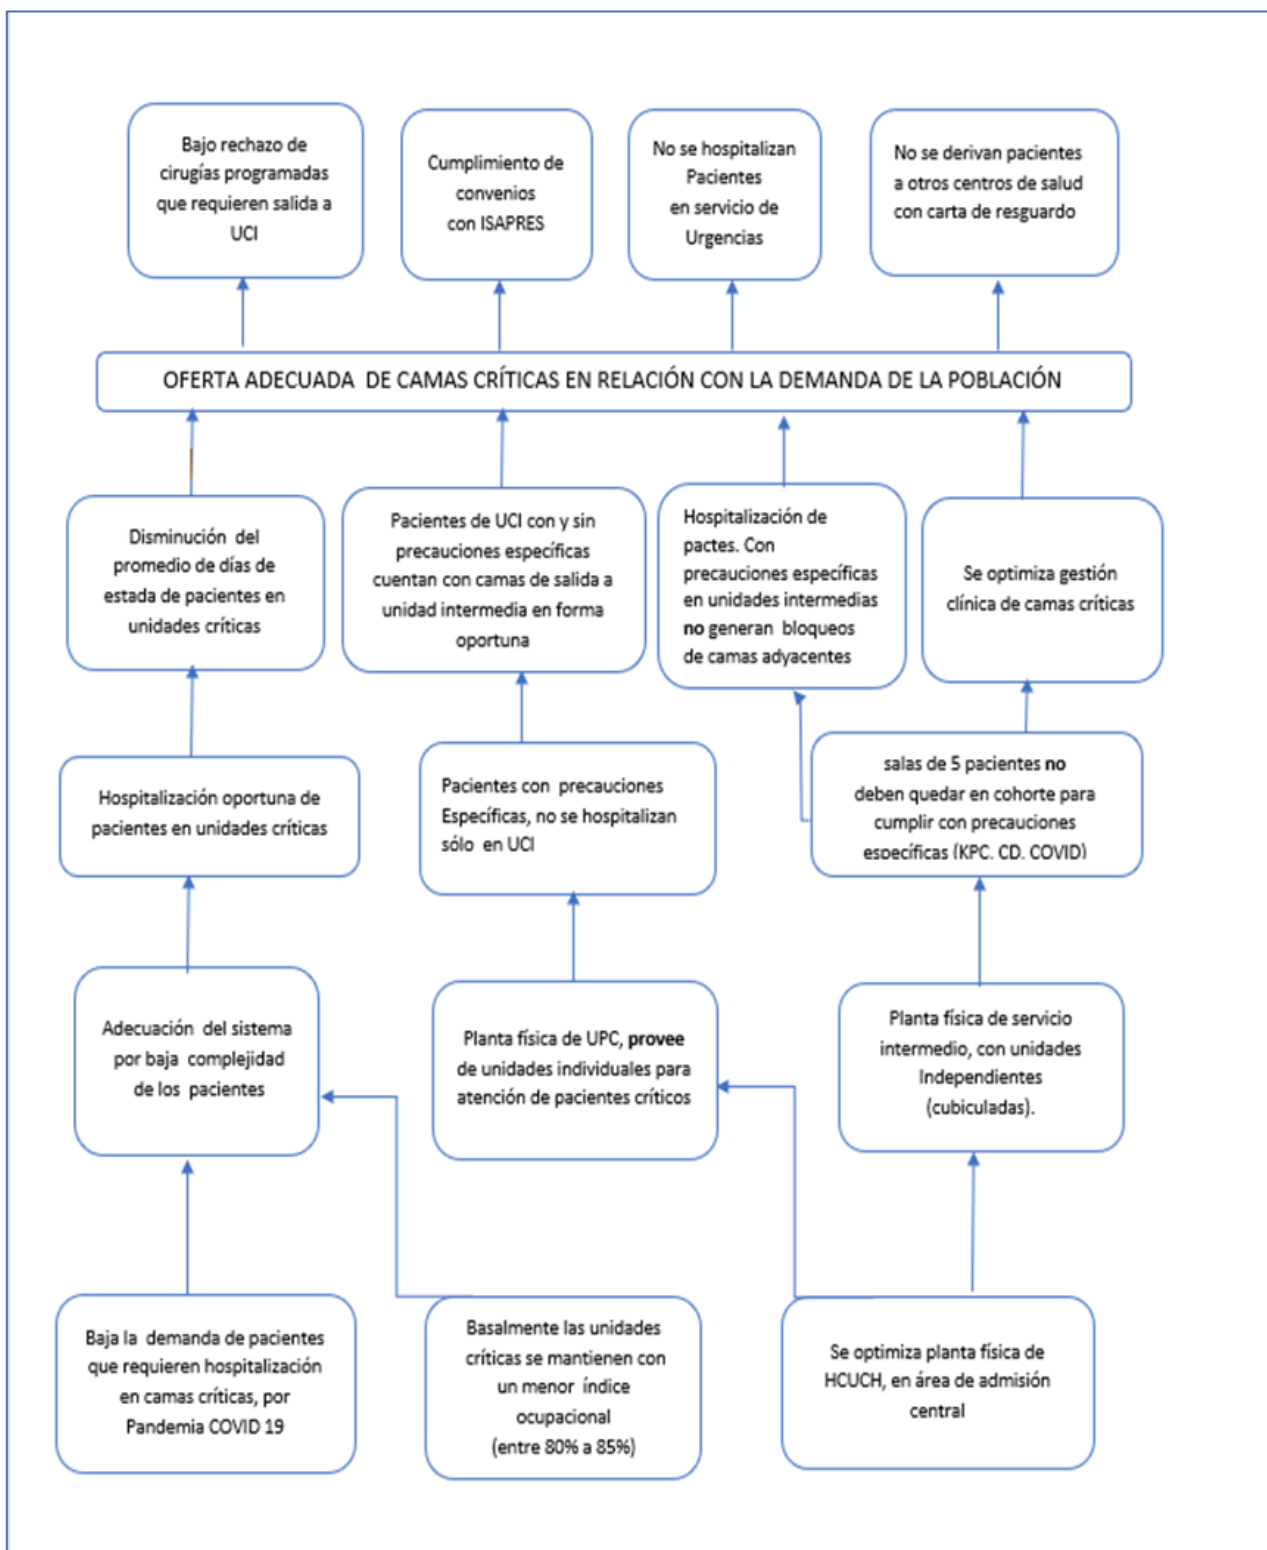 Bajo rechazo de
cirugías programadas
que requieren salida a
UCI
Cumplimiento de
convenios
con ISAPRES
No se hospitalizan
Pacientes
en servicio de
Urgencias
No se derivan pacientes
a otros centros de salud
con carta de resguardo
OFERTA ADECUADA DE CAMAS CRÍTICAS EN RELACIÓN CON LA DEMANDA DE LA POBLACIÓN
Disminución del
promedio de días de
estada de pacientes en
unidades críticas
Pacientes de UCI con y sin
precauciones específicas
cuentan con camas de salida a
unidad intermedia en forma
oportuna
Hospitalización de
pactes. Con
precauciones específicas
en unidades intermedias
no generan bloqueos
de camas adyacentes
Se optimiza gestión
clínica de camas críticas
Hospitalización oportuna de
pacientes en unidades críticas
Pacientes con precauciones
Específicas, no se hospitalizan
sólo en UCI
salas de 5 pacientes no
deben quedar en cohorte para
cumplir con precauciones
específicas (KPC, CD, COVID)
Adecuación del sistema
por baja complejidad
de los pacientes
Planta física de UPC, provee
de unidades individuales para
atención de pacientes críticos
Planta física de servicio
intermedio, con unidades
Independientes
(cubiculadas).
Baja la demanda de pacientes
que requieren hospitalización
en camas críticas, por
Pandemia COVID 19
Basalmente las unidades
críticas se mantienen con
un menor índice
ocupacional
(entre 80% a 85%)
Se optimiza planta física de
HCUCH, en área de admisión
central